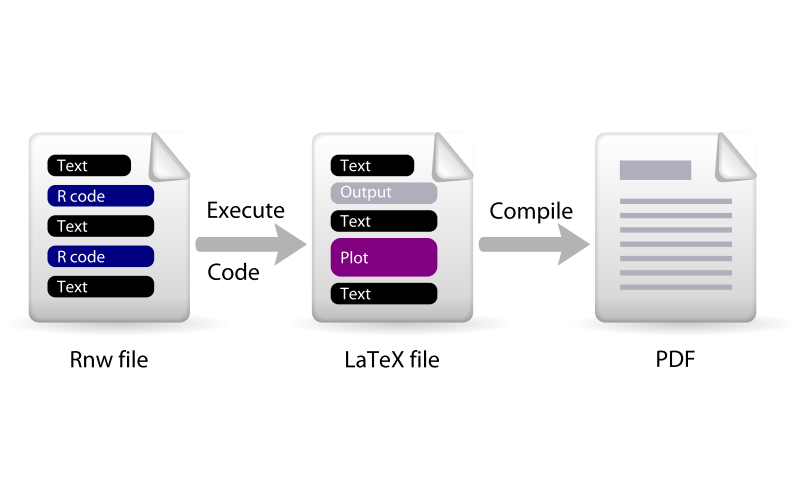 Text
R code
Text
R code
Text
Rnw file
Execute
Code
Text
Output
Text
Plot
Text
LaTeX file
Compile
PDF